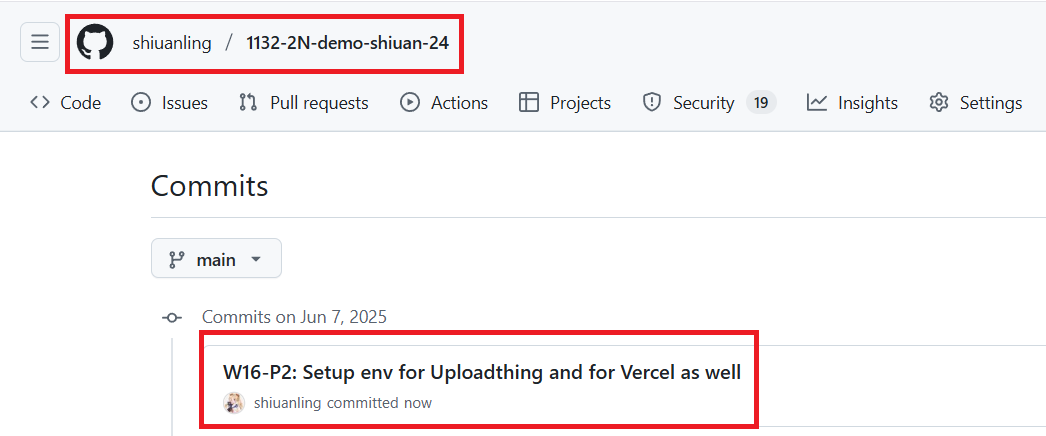 shiuanling / 1132-2N-demo-shiuan-24
Code Issues Pull requests Actions Projects Security 19 Insights Settings
Commits
main
Commits on Jun 7, 2025
W16-P2: Setup env for Uploadthing and for Vercel as well
shiuanling committed now